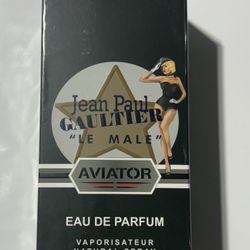 Jean Paul
GAULTIER
"LE MALE"
AVIATOR
EAU DE PARFUM
VAPORISATEUR
NATURAL SPRAY